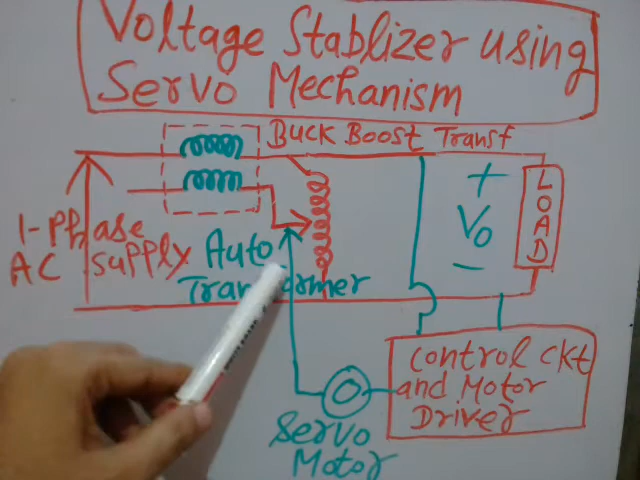 Voltage Stablizer using
Servo Mechanism
Buck Boost Transf
LOAD
+
Vo
-
1-Phase
AC supply
Auto
Transformer
Control Ckt
and Motor
Driver
Servo
Motor